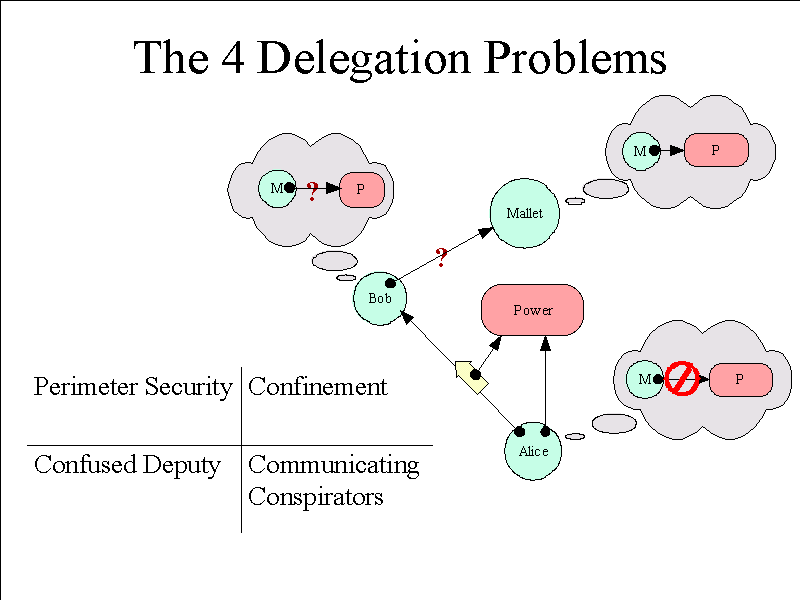 The 4 Delegation Problems
M P
M ? P
Mallet
?
Bob
Power
M P
Alice
Perimeter Security Confinement
Confused Deputy Communicating
Conspirators